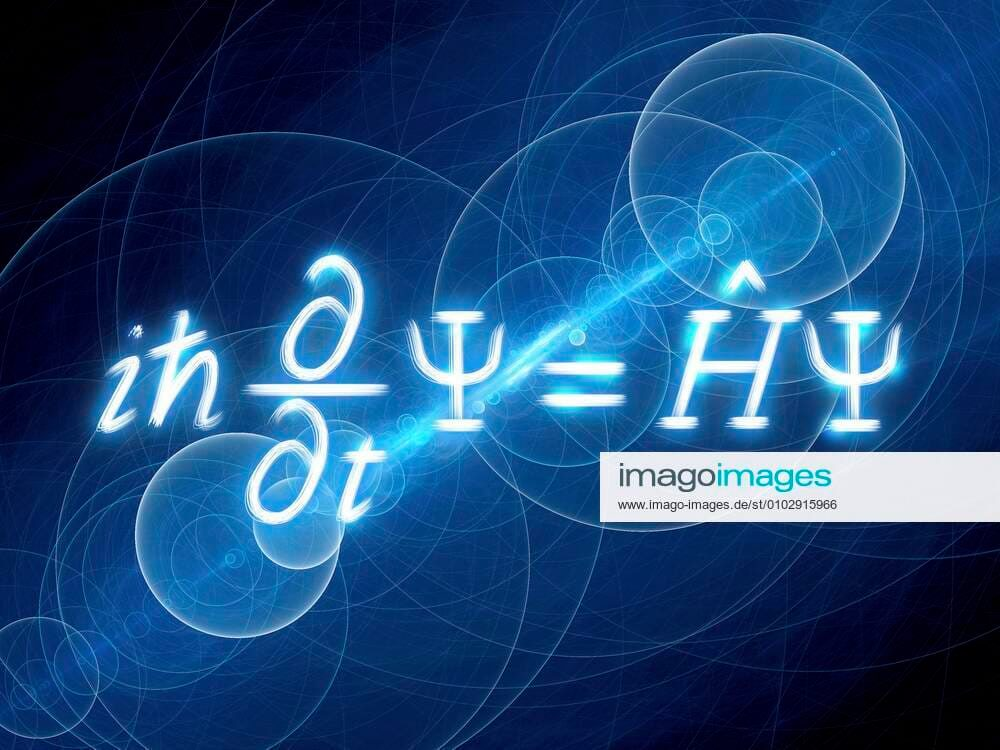 iħ ∂/∂t Ψ = ĤΨ
imagoimages
www.imago-images.de/st/0102915966